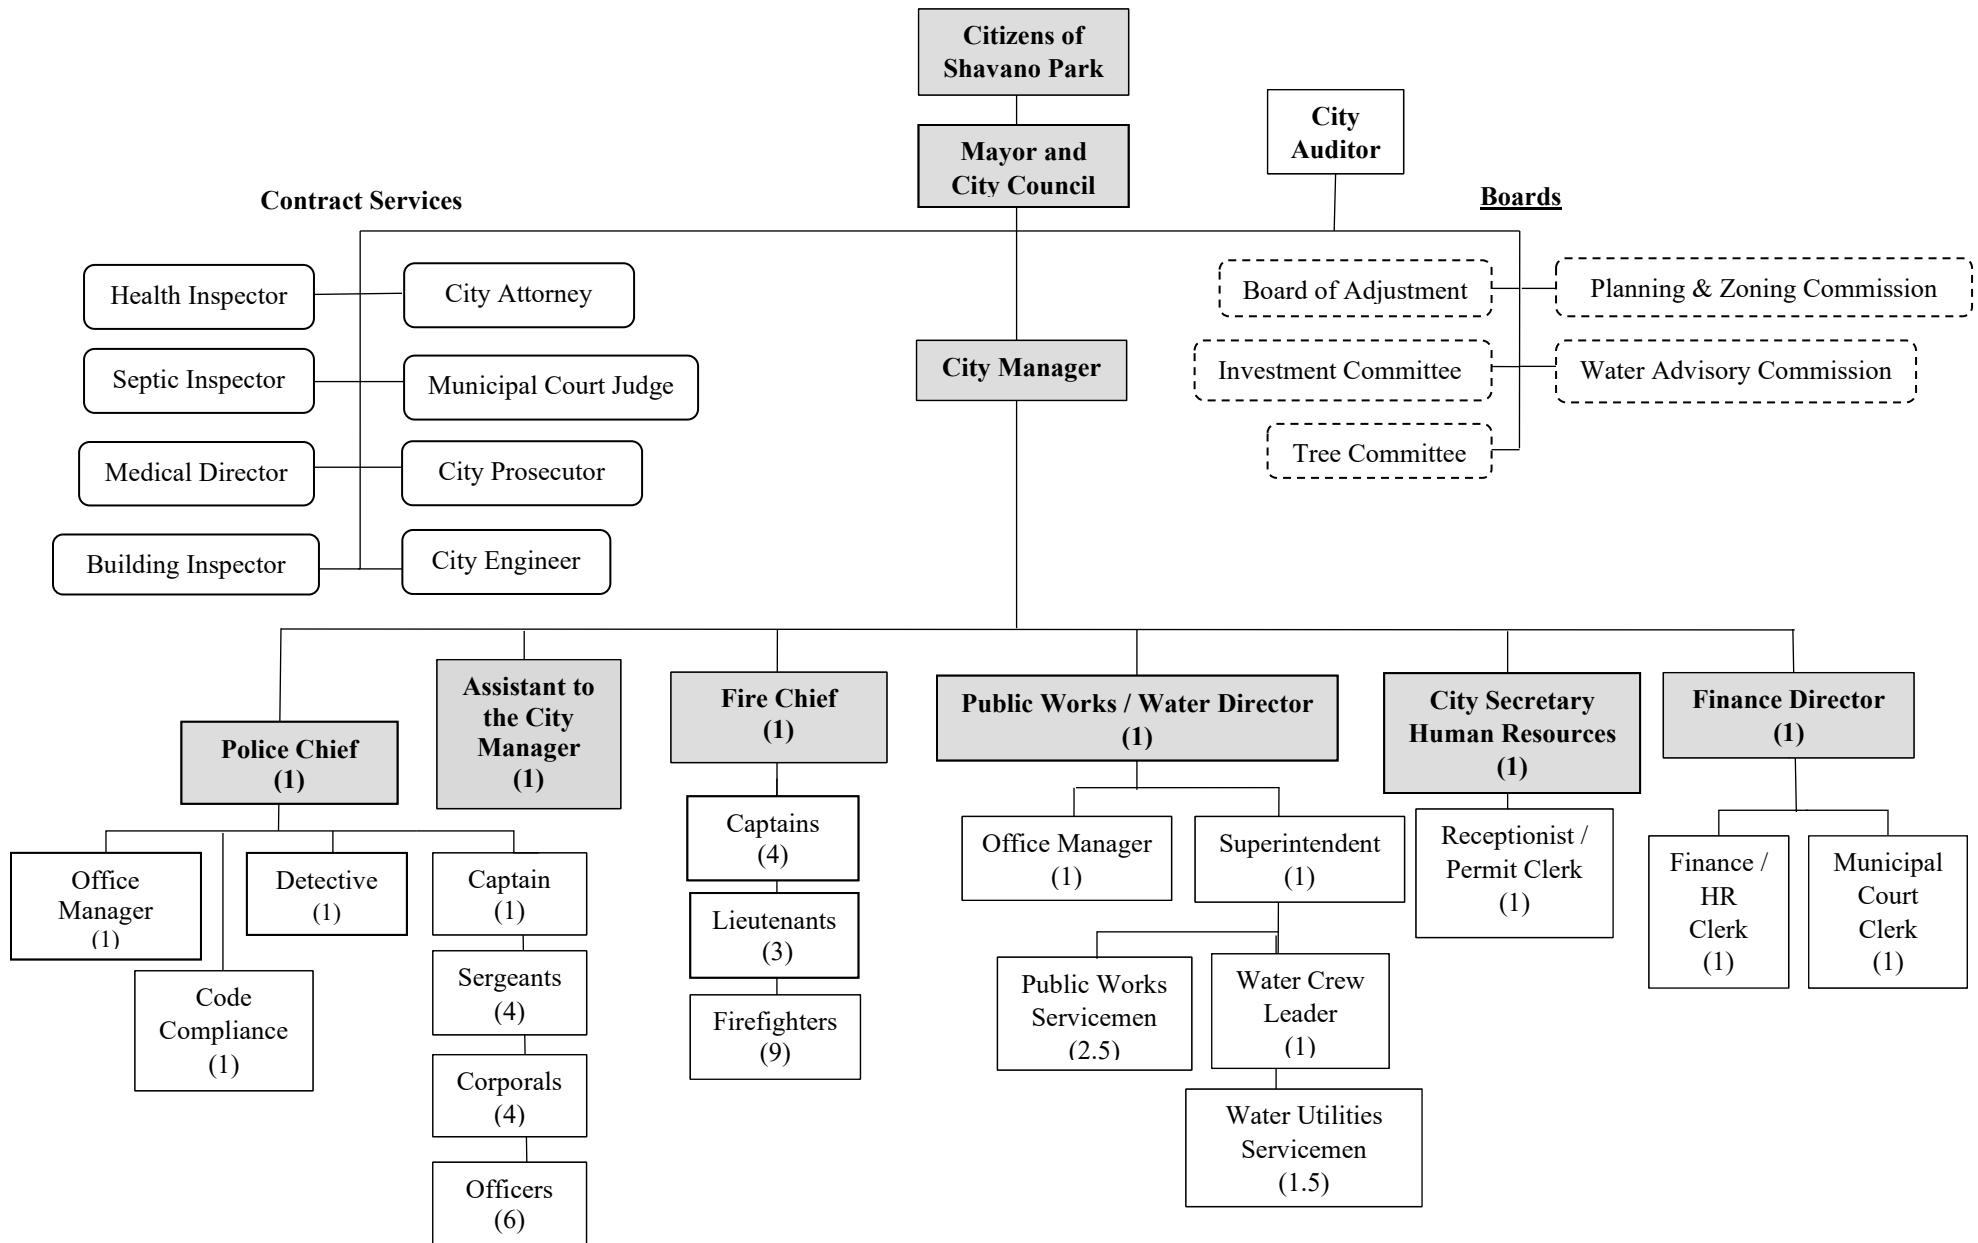 Citizens of
Shavano Park
Mayor and
City Council
City
Auditor
Contract Services
Boards
Health Inspector
City Attorney
Septic Inspector
Municipal Court Judge
Medical Director
City Prosecutor
Building Inspector
City Engineer
Board of Adjustment
Planning & Zoning Commission
Investment Committee
Water Advisory Commission
Tree Committee
City Manager
Police Chief
(1)
Office
Manager
(1)
Code
Compliance
(1)
Detective
(1)
Captain
(1)
Sergeants
(4)
Corporals
(4)
Officers
(6)
Assistant to
the City
Manager
(1)
Fire Chief
(1)
Captains
(4)
Lieutenants
(3)
Firefighters
(9)
Public Works / Water Director
(1)
Office Manager
(1)
Superintendent
(1)
Public Works
Servicemen
(2.5)
Water Crew
Leader
(1)
Water Utilities
Servicemen
(1.5)
City Secretary
Human Resources
(1)
Receptionist /
Permit Clerk
(1)
Finance Director
(1)
Finance /
HR
Clerk
(1)
Municipal
Court
Clerk
(1)